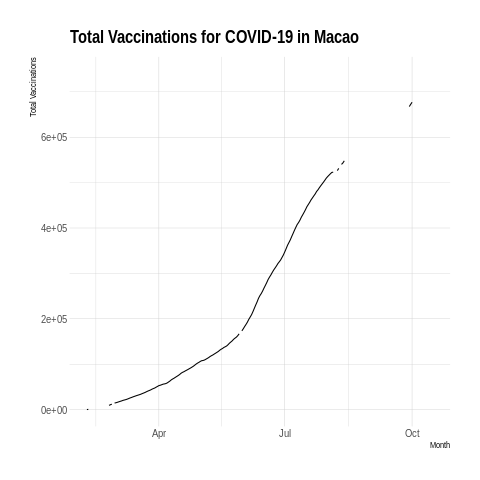 Total Vaccinations for COVID-19 in Macao
Total Vaccinations
6e+05
4e+05
2e+05
0e+00
Apr Jul Oct
Month